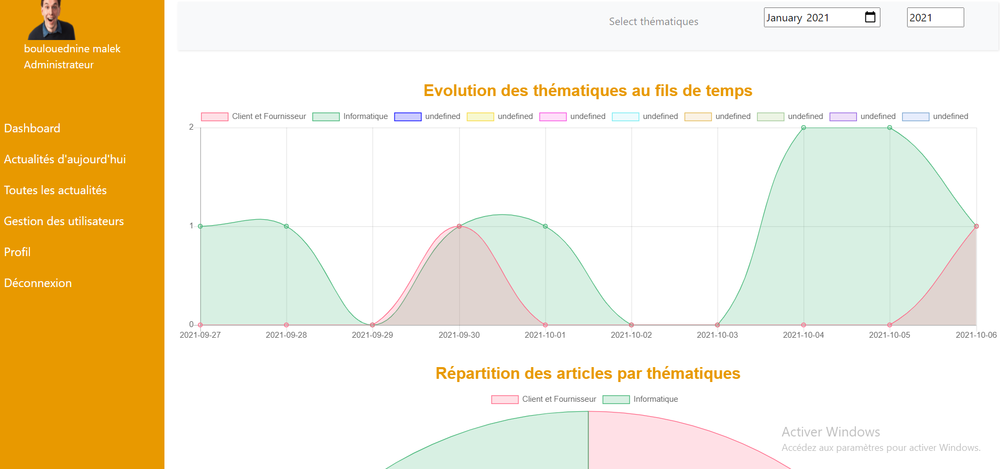 boulouednine malek
Administrateur
Dashboard
Actualités d'aujourd'hui
Toutes les actualités
Gestion des utilisateurs
Profil
Déconnexion
Select thématiques
January 2021
2021
Evolution des thématiques au fils de temps
Client et Fournisseur Informatique undefined undefined undefined undefined undefined undefined undefined undefined
2
1
0
2021-09-27 2021-09-28 2021-09-29 2021-09-30 2021-10-01 2021-10-02 2021-10-03 2021-10-04 2021-10-05 2021-10-06
Répartition des articles par thématiques
Client et Fournisseur Informatique
Activer Windows
Accédez aux paramètres pour activer Windows.